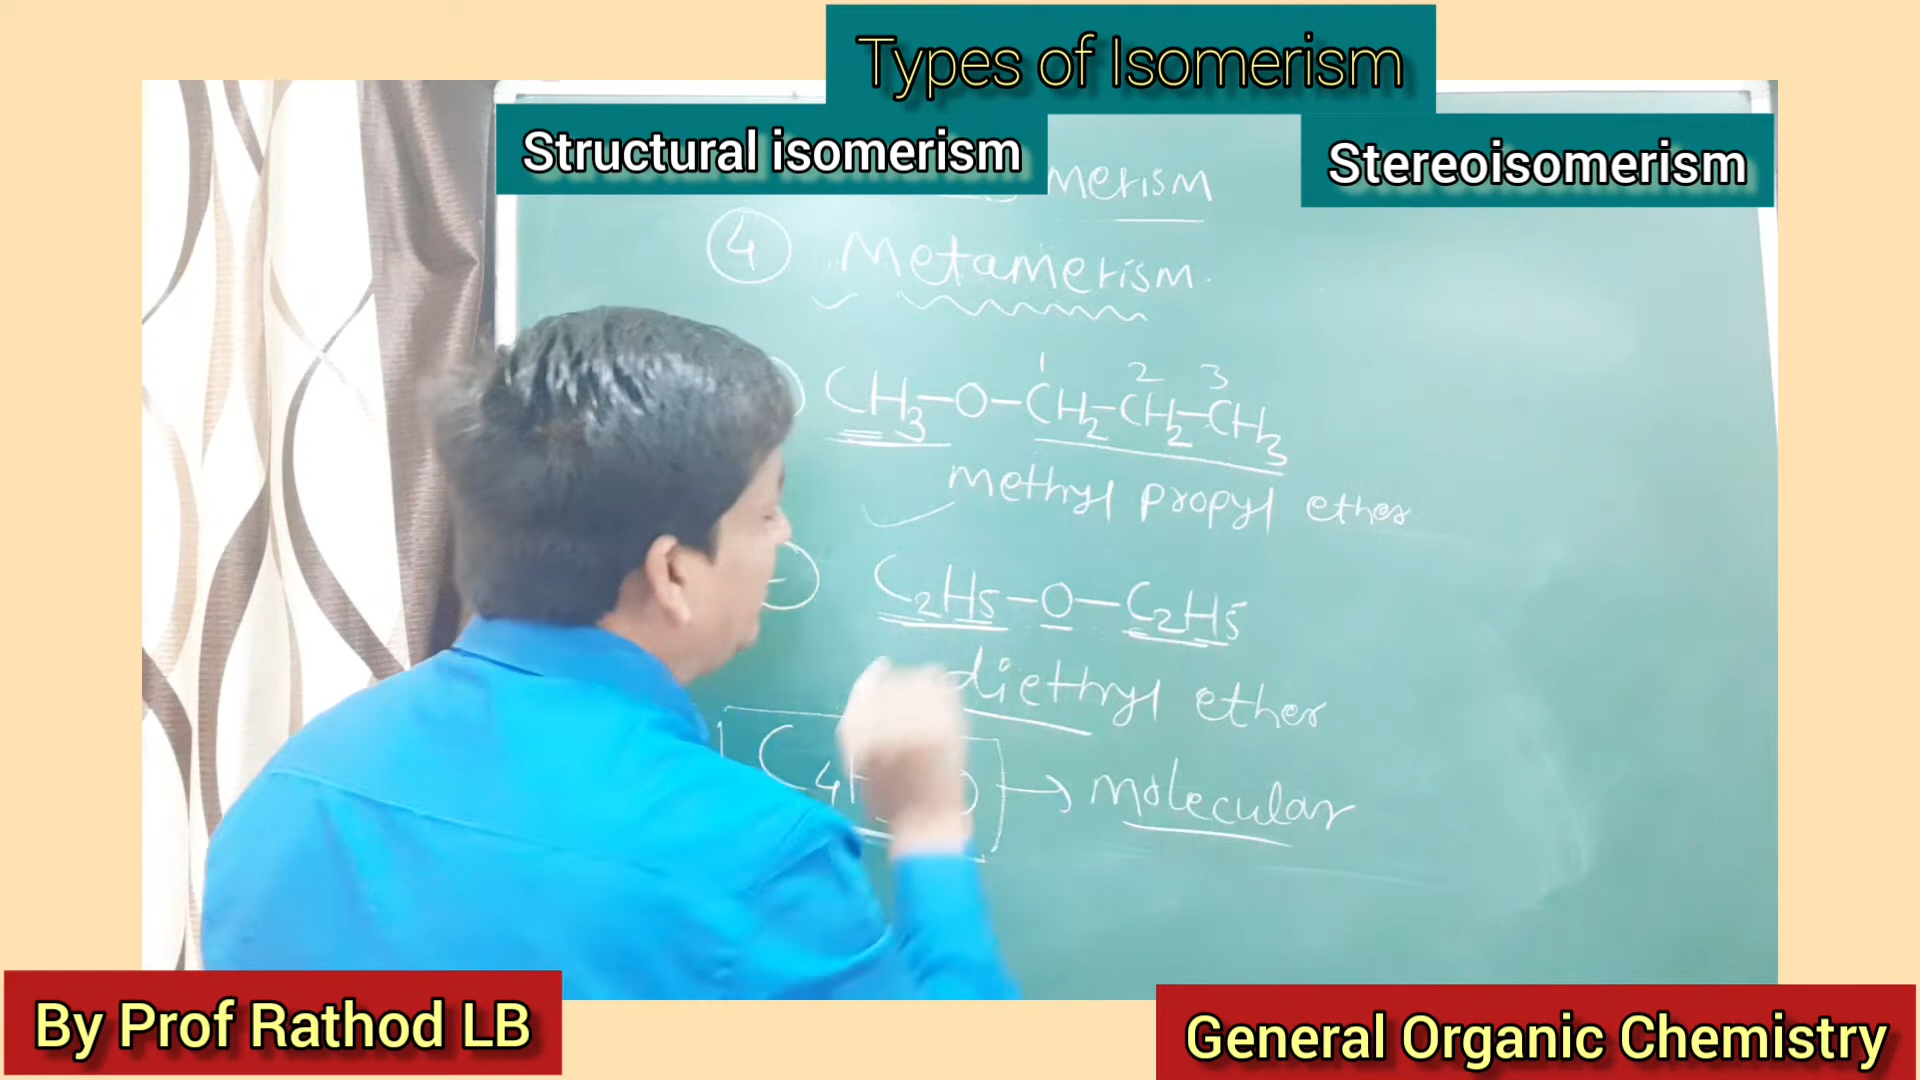 Types of Isomerism
Structural isomerism
Stereoisomerism
merism
4 Metamerism.
1 2 3
CH3-O-CH2-CH2-CH3
methyl propyl ether
C2H5-O-C2H5
diethyl ether
→ molecular
By Prof Rathod LB
General Organic Chemistry